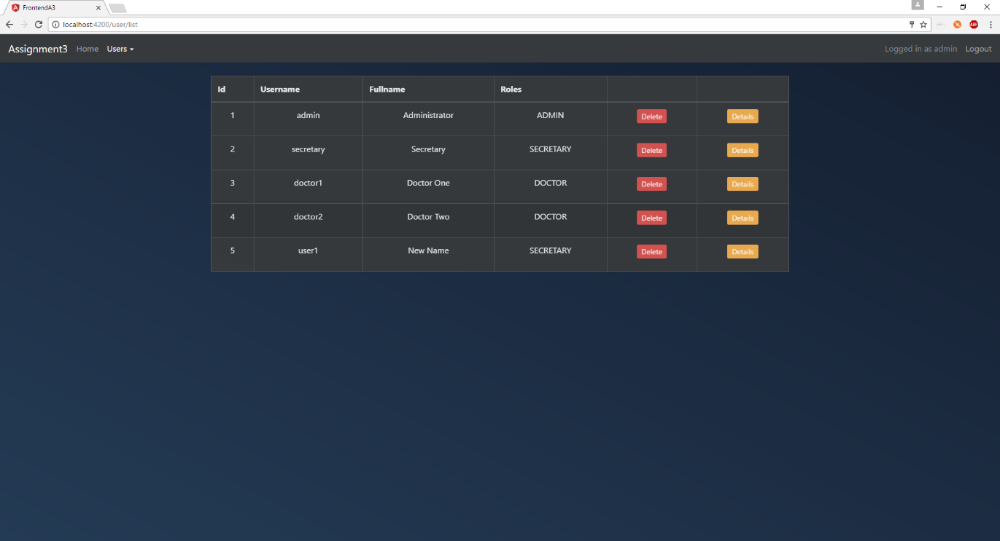 FrontendA3
localhost:4200/user/list
ABP
Assignment3 Home Users Logged in as admin Logout
Id Username Fullname Roles
1 admin Administrator ADMIN Delete Details
2 secretary Secretary SECRETARY Delete Details
3 doctor1 Doctor One DOCTOR Delete Details
4 doctor2 Doctor Two DOCTOR Delete Details
5 user1 New Name SECRETARY Delete Details